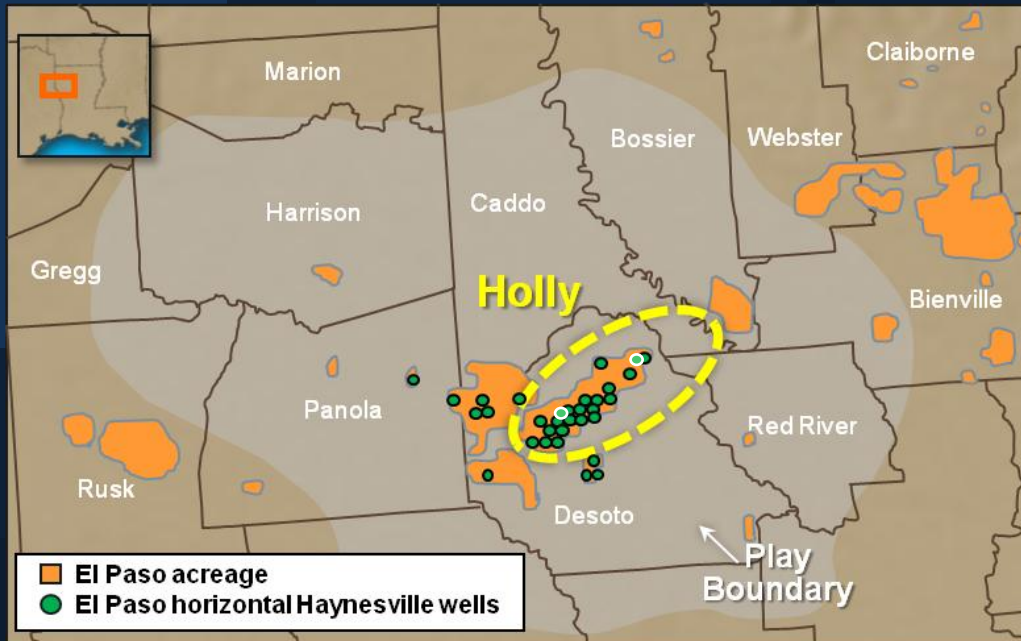 Claiborne
Marion
Bossier
Webster
Caddo
Harrison
Gregg
Holly
Bienville
Panola
Red River
Rusk
Desoto
Play
Boundary
El Paso acreage
El Paso horizontal Haynesville wells